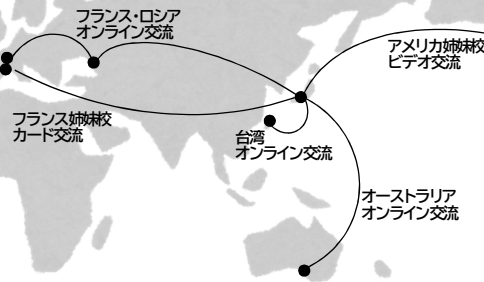 フランス・ロシア
オンライン交流
アメリカ姉妹校
ビデオ交流
フランス姉妹校
カード交流
台湾
オンライン交流
オーストラリア
オンライン交流